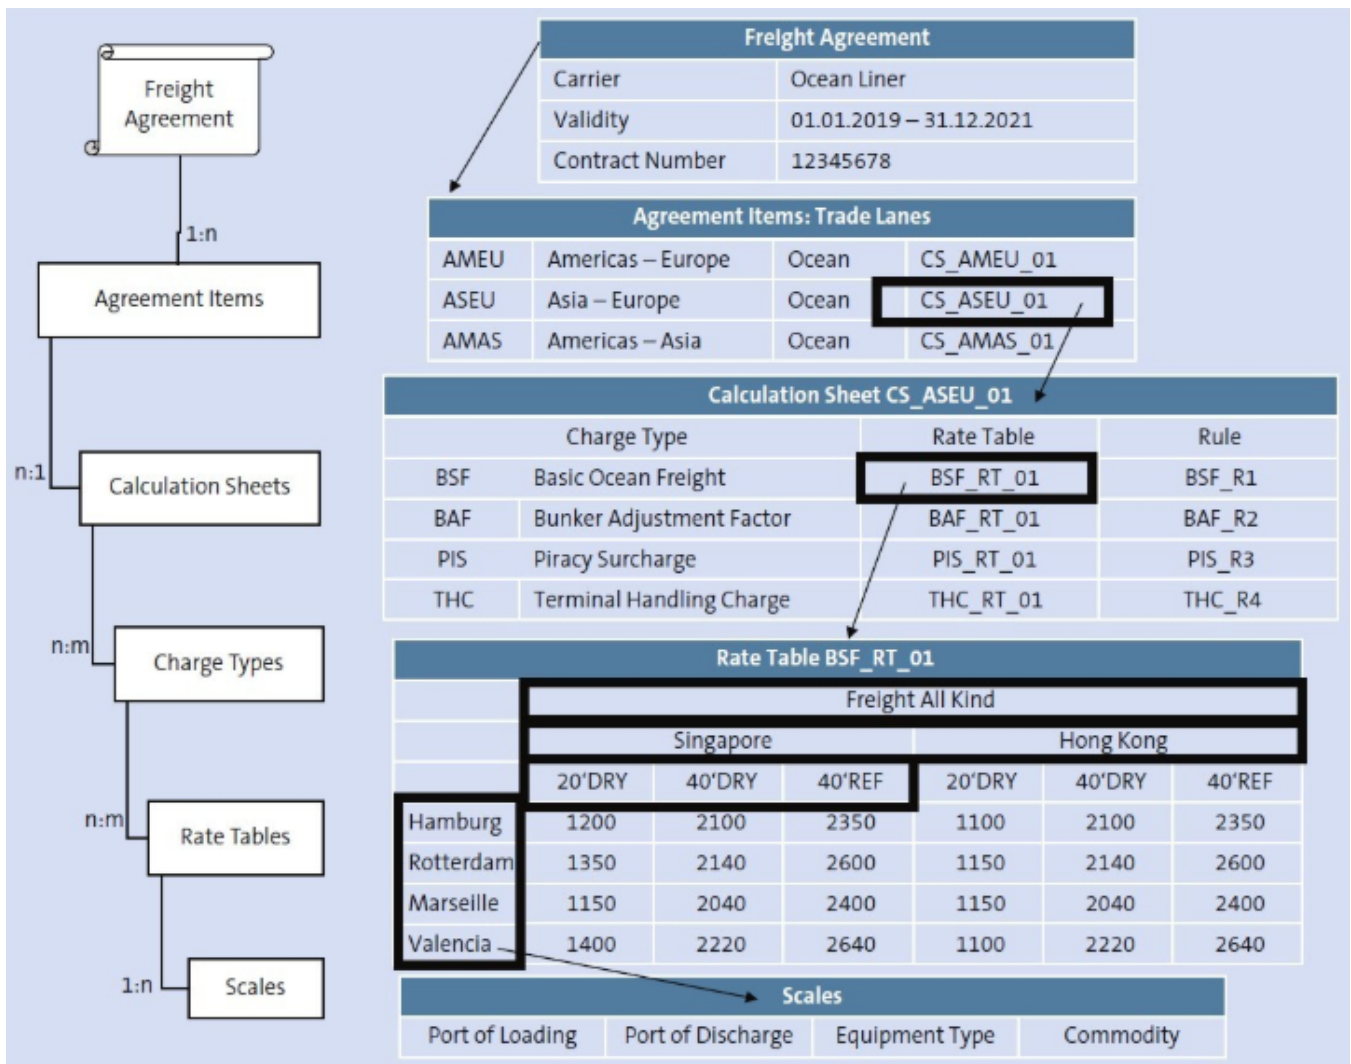 Freight
Agreement
1:n
Agreement Items
n:1
Calculation Sheets
n:m
Charge Types
n:m
Rate Tables
1:n
Scales
Freight Agreement
Carrier Ocean Liner
Validity 01.01.2019 – 31.12.2021
Contract Number 12345678
Agreement Items: Trade Lanes
AMEU Americas – Europe Ocean CS_AMEU_01
ASEU Asia – Europe Ocean CS_ASEU_01
AMAS Americas – Asia Ocean CS_AMAS_01
Calculation Sheet CS_ASEU_01
Charge Type Rate Table Rule
BSF Basic Ocean Freight BSF_RT_01 BSF_R1
BAF Bunker Adjustment Factor BAF_RT_01 BAF_R2
PIS Piracy Surcharge PIS_RT_01 PIS_R3
THC Terminal Handling Charge THC_RT_01 THC_R4
Rate Table BSF_RT_01
Freight All Kind
Singapore Hong Kong
20‘DRY 40‘DRY 40‘REF 20‘DRY 40‘DRY 40‘REF
Hamburg 1200 2100 2350 1100 2100 2350
Rotterdam 1350 2140 2600 1150 2140 2600
Marseille 1150 2040 2400 1150 2040 2400
Valencia 1400 2220 2640 1100 2220 2640
Scales
Port of Loading Port of Discharge Equipment Type Commodity